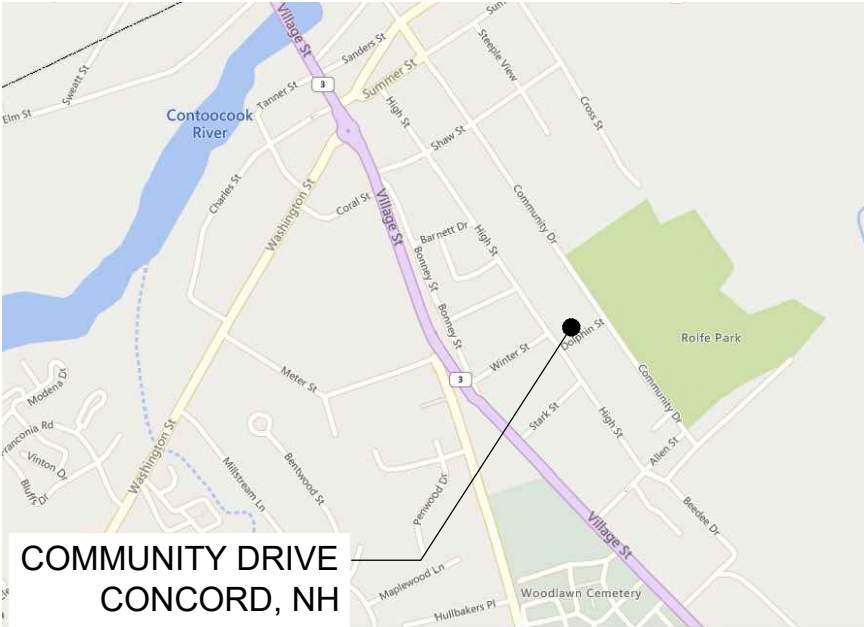 Village St
Sanders St
Sweatt St
3
Summer St
Steeple View
Elm St
Tanner St
Contoocook
River
High St
Cross St
Shaw St
Charles St
Washington St
Coral St
Village St
Community Dr
Barnett Dr
High St
Bonney St
Bonney St
Dolphin St
Rolfe Park
Winter St
Meter St
3
Modena Dr
Community Dr
Stark St
High St
Franconia Rd
Vinton Dr
Bluffs Dr
Washington St
Millstream Ln
Bentwood St
Allen St
Penwood Dr
Beedee Dr
Village St
COMMUNITY DRIVE
CONCORD, NH
Maplewood Ln
Woodlawn Cemetery
Hullbakers Pl